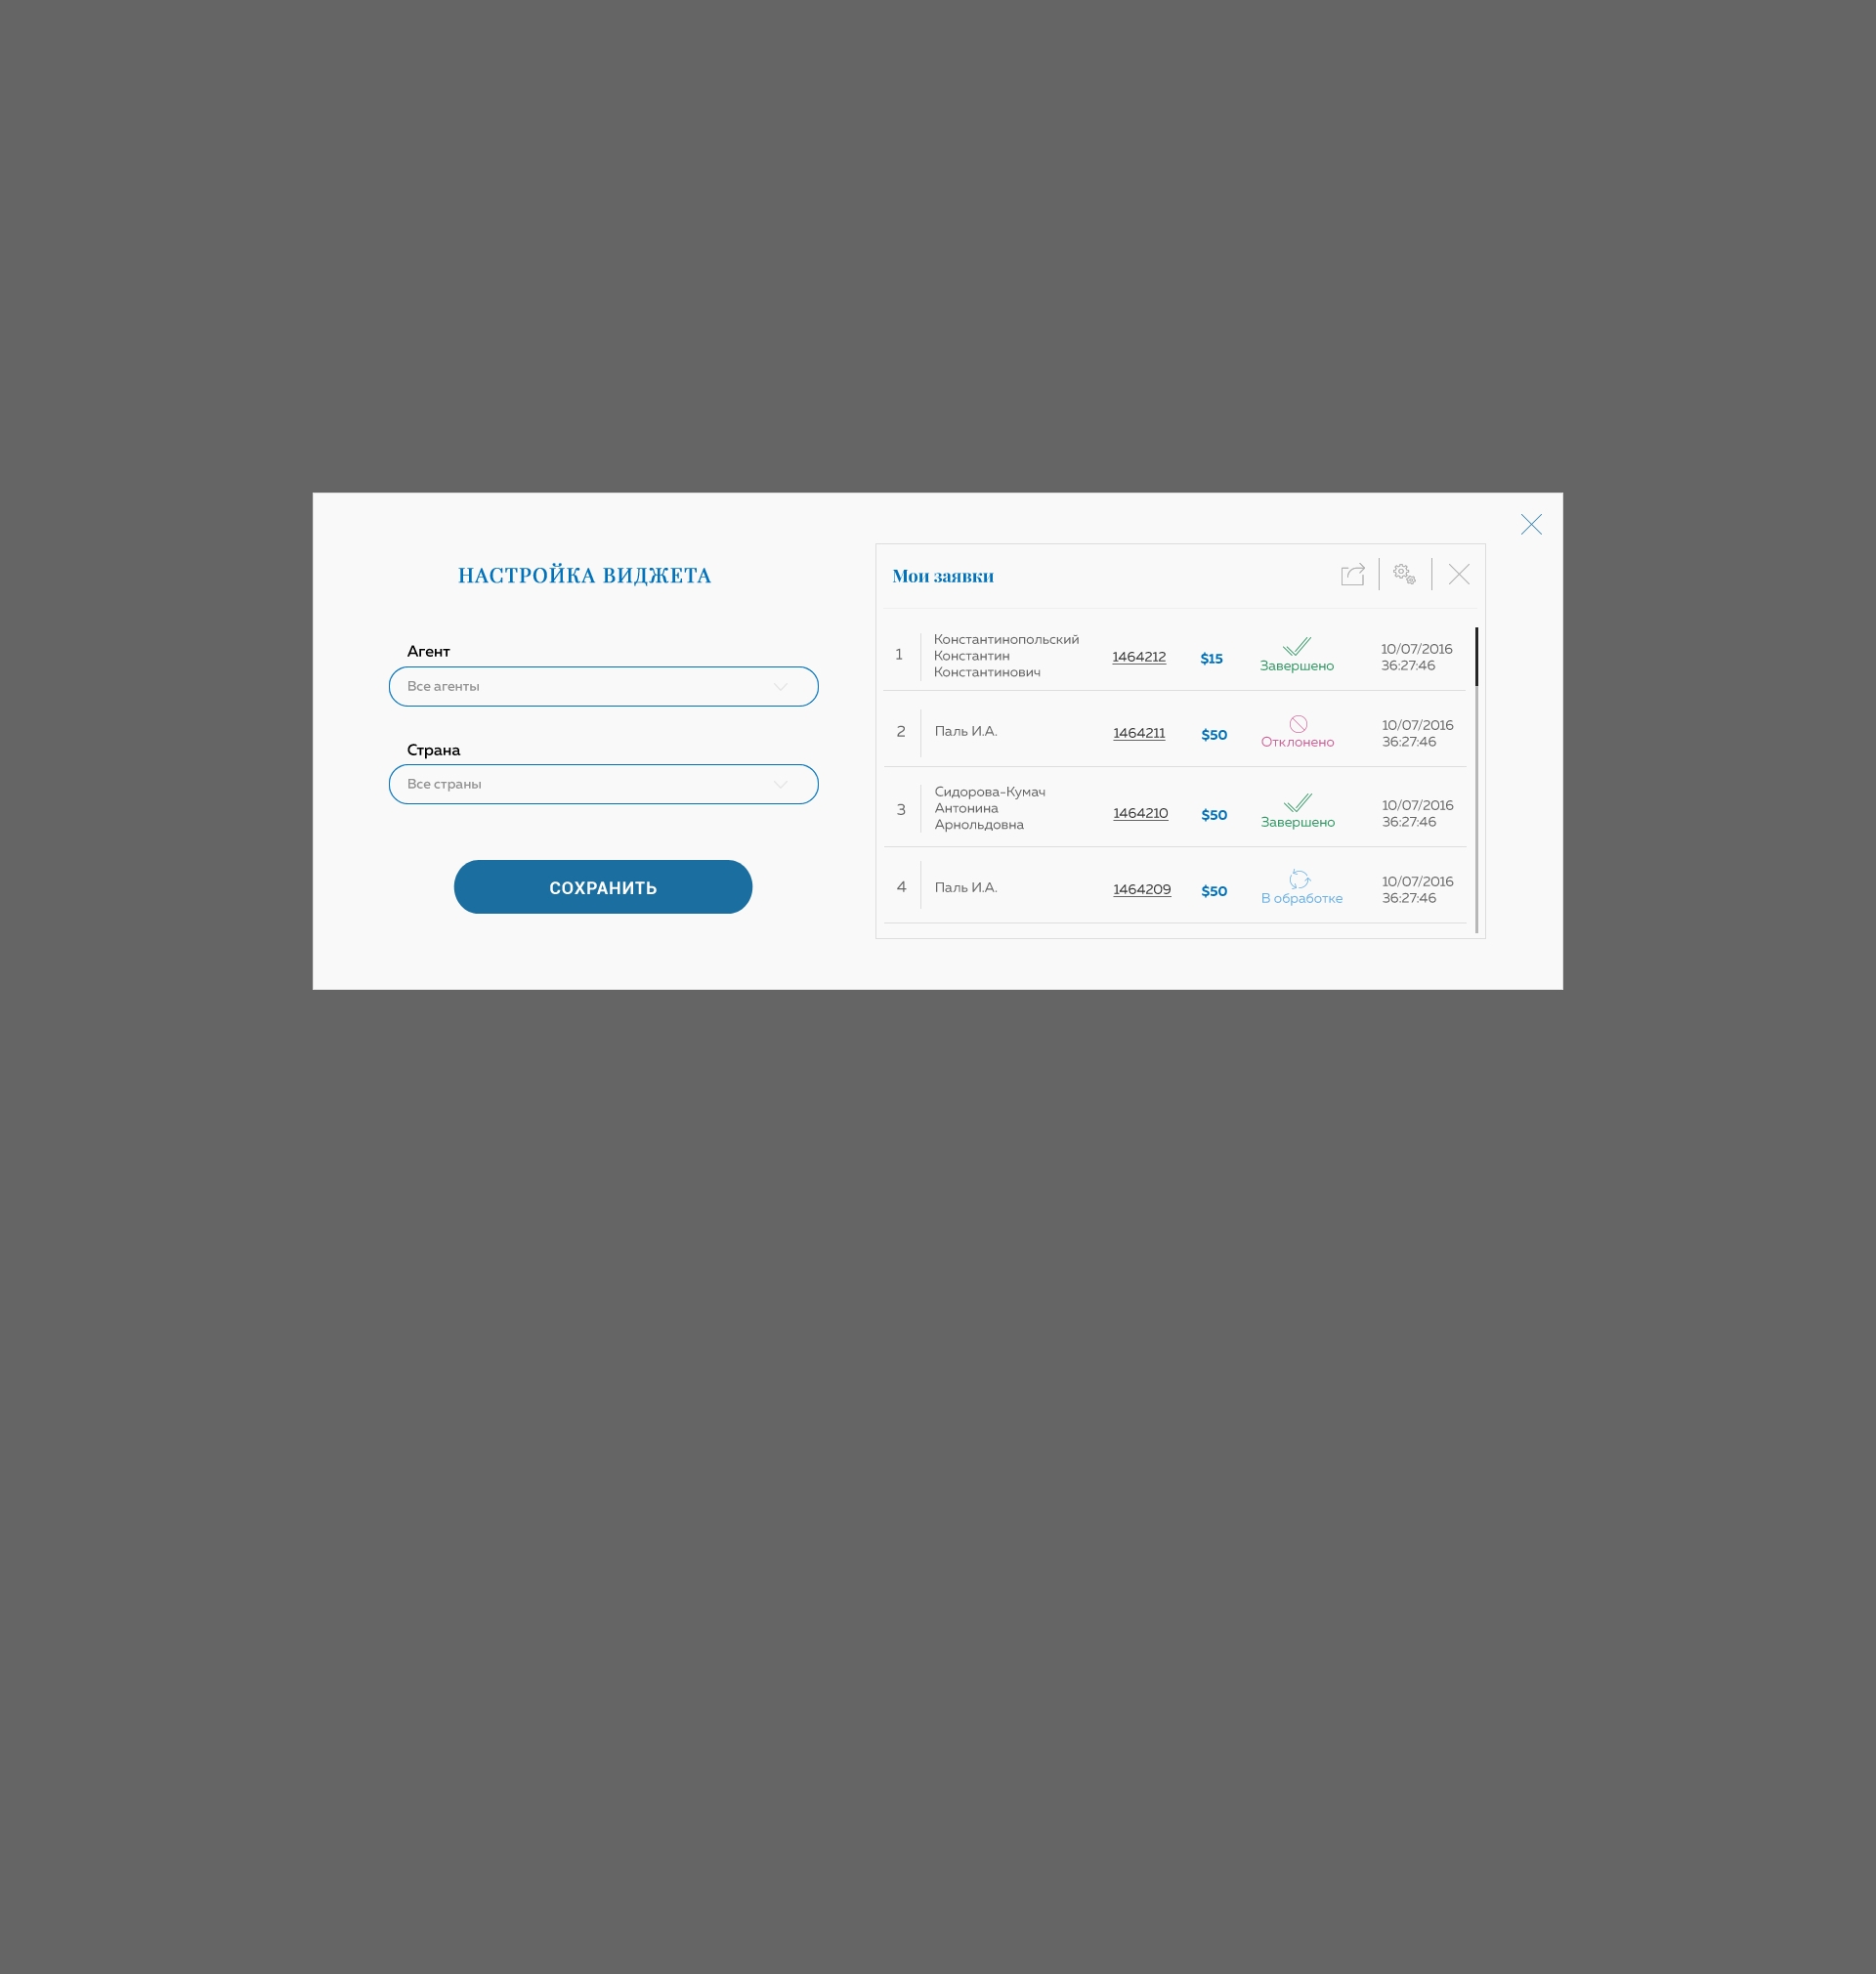 НАСТРОЙКА ВИДЖЕТА
Агент
Все агенты
Страна
Все страны
СОХРАНИТЬ
Мои заявки
1
Константинопольский
Константин
Константинович
1464212
$15
Завершено
10/07/2016
36:27:46
2
Паль И.А.
1464211
$50
Отклонено
10/07/2016
36:27:46
3
Сидорова-Кумач
Антонина
Арнольдовна
1464210
$50
Завершено
10/07/2016
36:27:46
4
Паль И.А.
1464209
$50
В обработке
10/07/2016
36:27:46